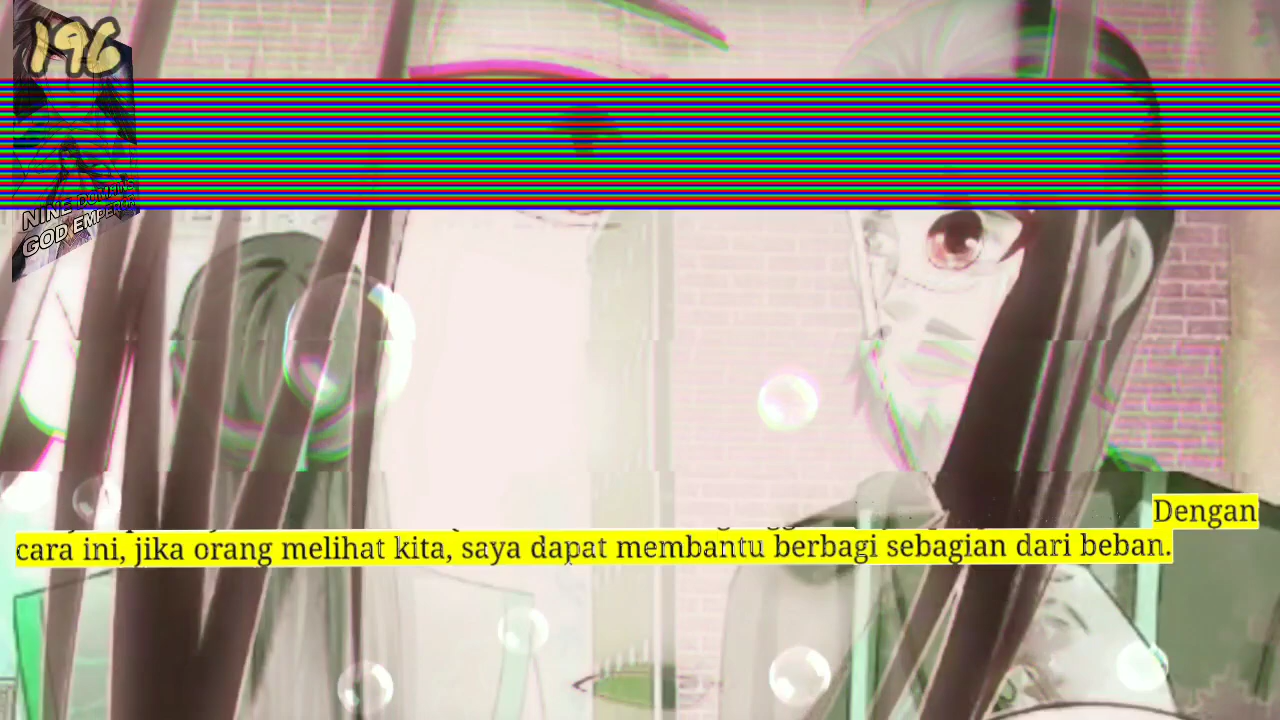 196
NINE DOMAINS
GOD EMPEROR
Dengan
cara ini, jika orang melihat kita, saya dapat membantu berbagi sebagian dari beban.